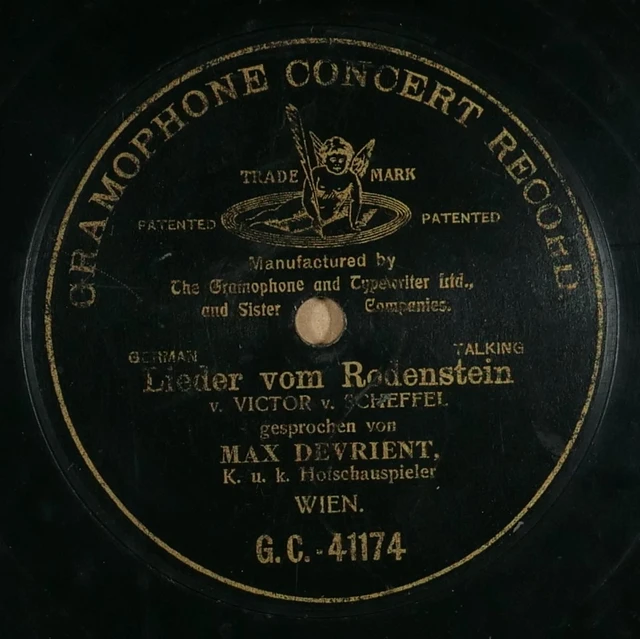 GRAMOPHONE CONCERT RECORD
TRADE MARK
PATENTED PATENTED
Manufactured by
The Gramophone and Typewriter Ltd.,
and Sister Companies.
GERMAN TALKING
Lieder vom Rodenstein
v. VICTOR v. SCHEFFEL
gesprochen von
MAX DEVRIENT,
K. u. k. Hofschauspieler
WIEN.
G.C.-41174